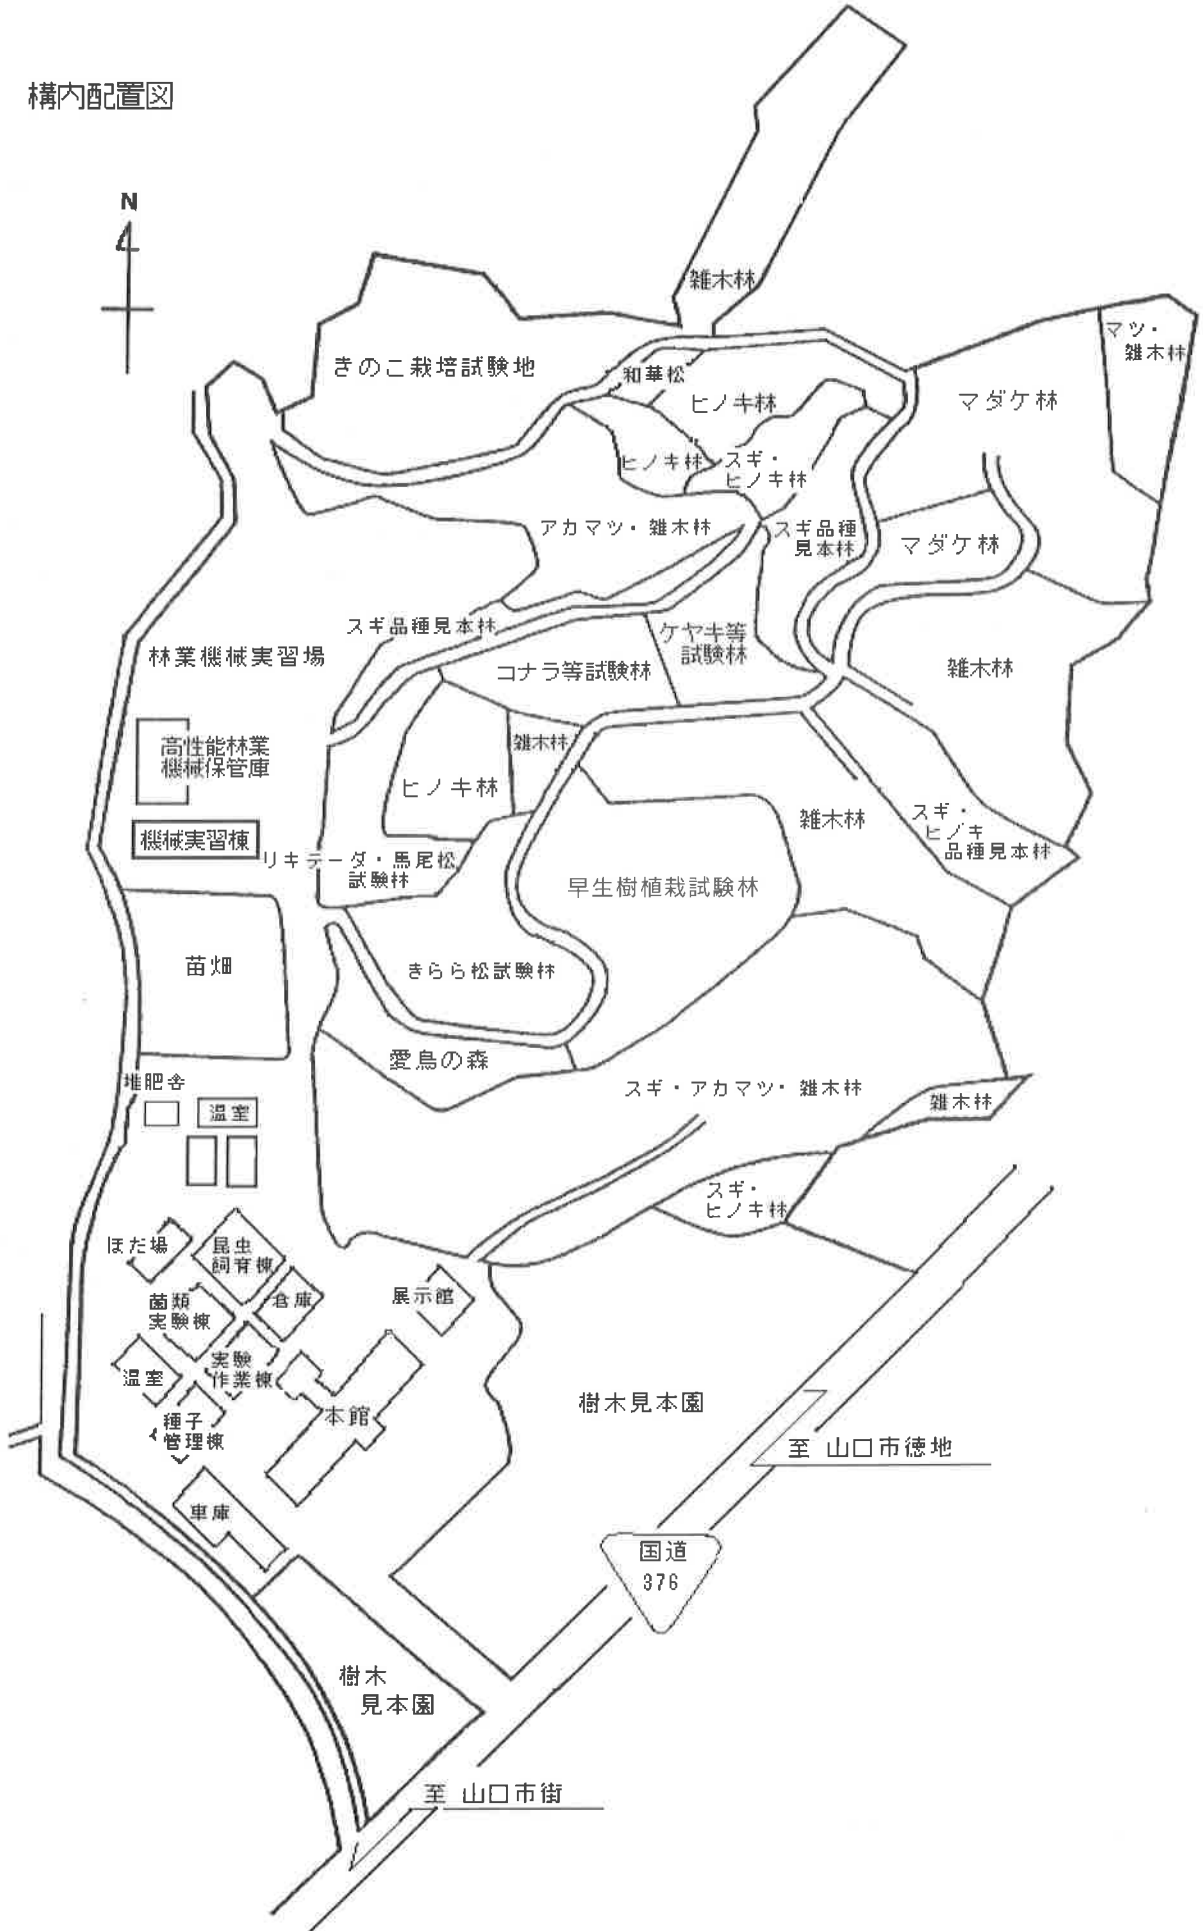 構内配置図
N
雑木林
マツ・
雑木林
きのこ栽培試験地
和華松
ヒノキ林
マダケ林
ヒノキ林
スギ・
ヒノキ林
アカマツ・雑木林
スギ品種
見本林
マダケ林
スギ品種見本林
ケヤキ等
試験林
林業機械実習場
コナラ等試験林
雑木林
高性能林業
機械保管庫
雑木林
ヒノキ林
雑木林
スギ・
ヒノキ
品種見本林
機械実習棟
リキテーダ・馬尾松
試験林
早生樹植栽試験林
苗畑
きらら松試験林
愛鳥の森
堆肥舎
温室
スギ・アカマツ・雑木林
雑木林
スギ・
ヒノキ林
ほだ場
昆虫
飼育棟
菌類
実験棟
倉庫
展示館
温室
実験
作業棟
種子
管理棟
本館
樹木見本園
至 山口市徳地
車庫
国道
376
樹木
見本園
至 山口市街